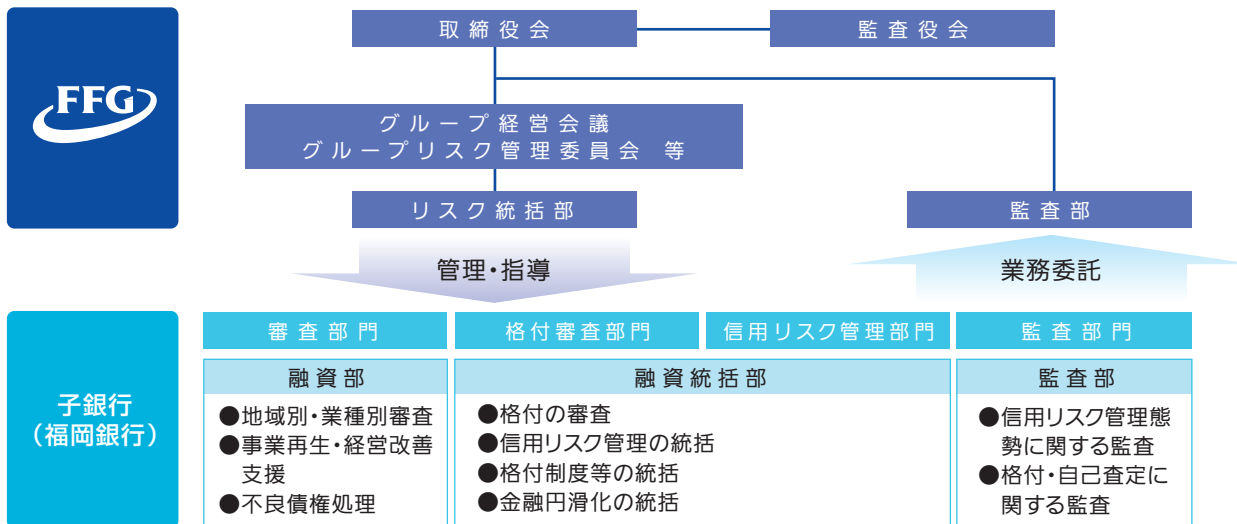 FFG
取締役会
監査役会
グループ経営会議
グループリスク管理委員会 等
リスク統括部
監査部
管理・指導
業務委託
子銀行
（福岡銀行）
審査部門
格付審査部門
信用リスク管理部門
監査部門
融資部
●地域別・業種別審査
●事業再生・経営改善
支援
●不良債権処理
融資統括部
●格付の審査
●信用リスク管理の統括
●格付制度等の統括
●金融円滑化の統括
監査部
●信用リスク管理態
勢に関する監査
●格付・自己査定に
関する監査